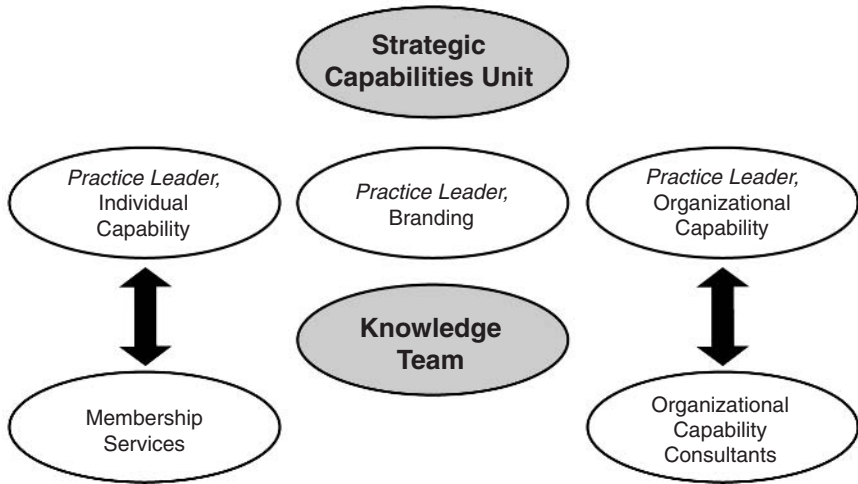 Strategic
Capabilities Unit
Practice Leader,
Individual
Capability
Practice Leader,
Branding
Practice Leader,
Organizational
Capability
Knowledge
Team
Membership
Services
Organizational
Capability
Consultants